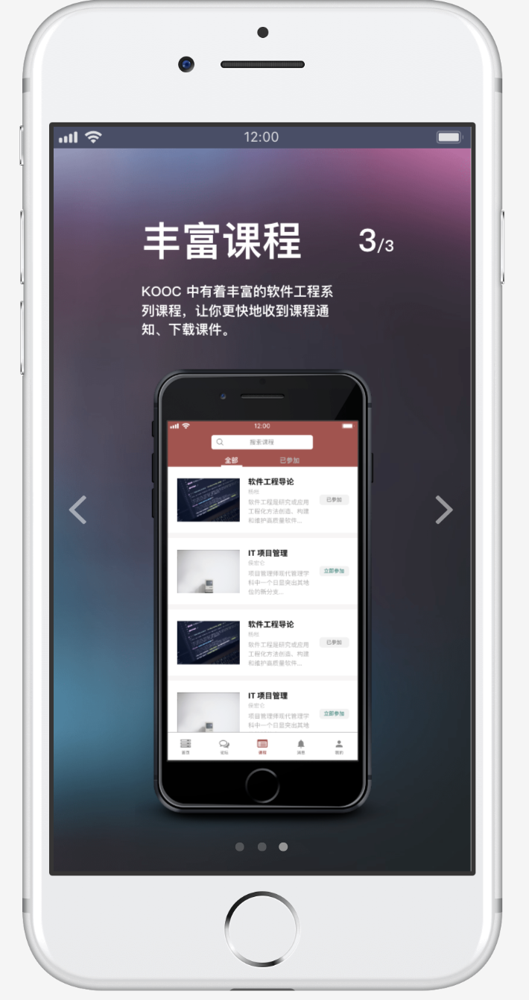 12:00
丰富课程
3/3
KOOC 中有着丰富的软件工程系
列课程，让你更快地收到课程通
知、下载课件。
12:00
搜索课程
全部 已参加
软件工程导论
杨枨
软件工程是研究或应用
工程化方法创造、构建
和维护高质量软件...
已参加
IT 项目管理
项目管理师现代管理学
科中一个日显突出其地
位的新分支...
立即参加
软件工程导论
杨枨
软件工程是研究或应用
工程化方法创造、构建
和维护高质量软件...
已参加
IT 项目管理
项目管理师现代管理学
科中一个日显突出其地
立即参加
首页 论坛 课程 消息 我的